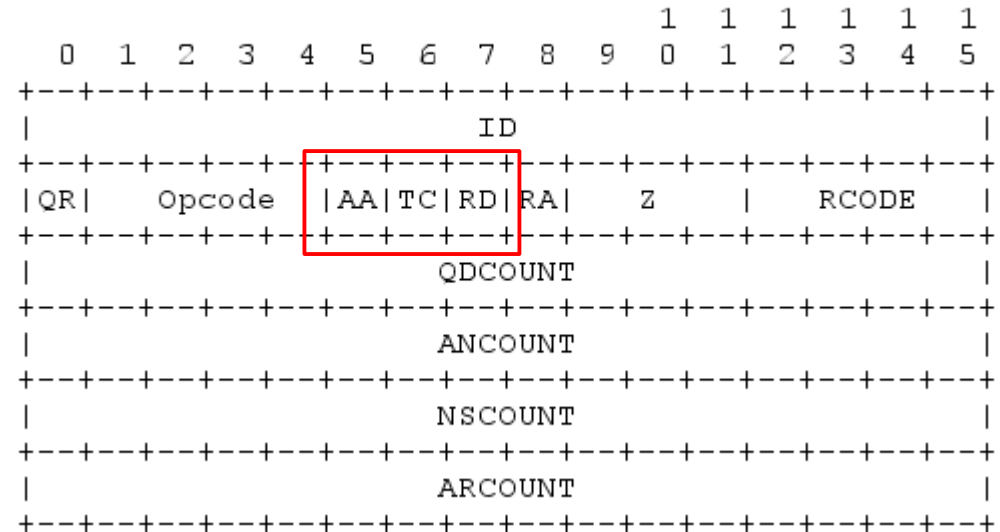 1  1  1  1  1  1
  0  1  2  3  4  5  6  7  8  9  0  1  2  3  4  5
+--+--+--+--+--+--+--+--+--+--+--+--+--+--+--+--+
|                      ID                       |
+--+--+--+--+--+--+--+--+--+--+--+--+--+--+--+--+
|QR|   Opcode  |AA|TC|RD|RA|   Z    |   RCODE   |
+--+--+--+--+--+--+--+--+--+--+--+--+--+--+--+--+
|                    QDCOUNT                    |
+--+--+--+--+--+--+--+--+--+--+--+--+--+--+--+--+
|                    ANCOUNT                    |
+--+--+--+--+--+--+--+--+--+--+--+--+--+--+--+--+
|                    NSCOUNT                    |
+--+--+--+--+--+--+--+--+--+--+--+--+--+--+--+--+
|                    ARCOUNT                    |
+--+--+--+--+--+--+--+--+--+--+--+--+--+--+--+--+